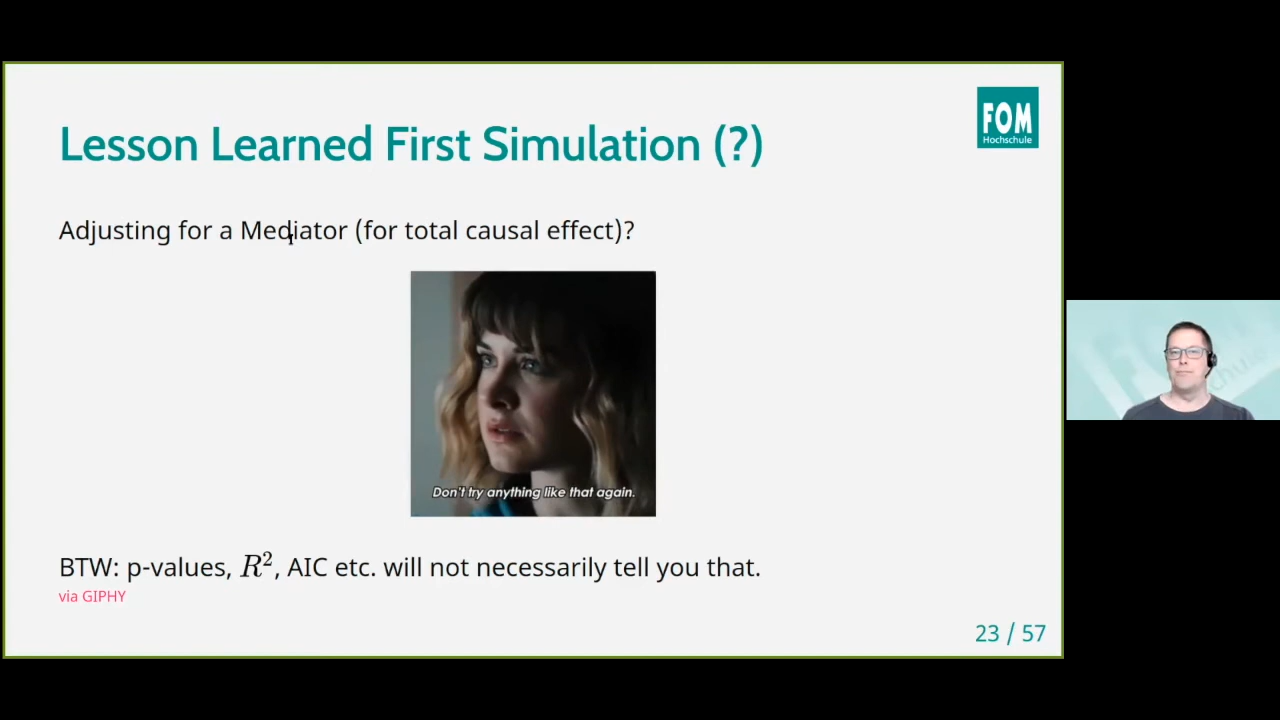 FOM
Hochschule
Lesson Learned First Simulation (?)
Adjusting for a Mediator (for total causal effect)?
Don't try anything like that again.
BTW: p-values, R², AIC etc. will not necessarily tell you that.
via GIPHY
23 / 57